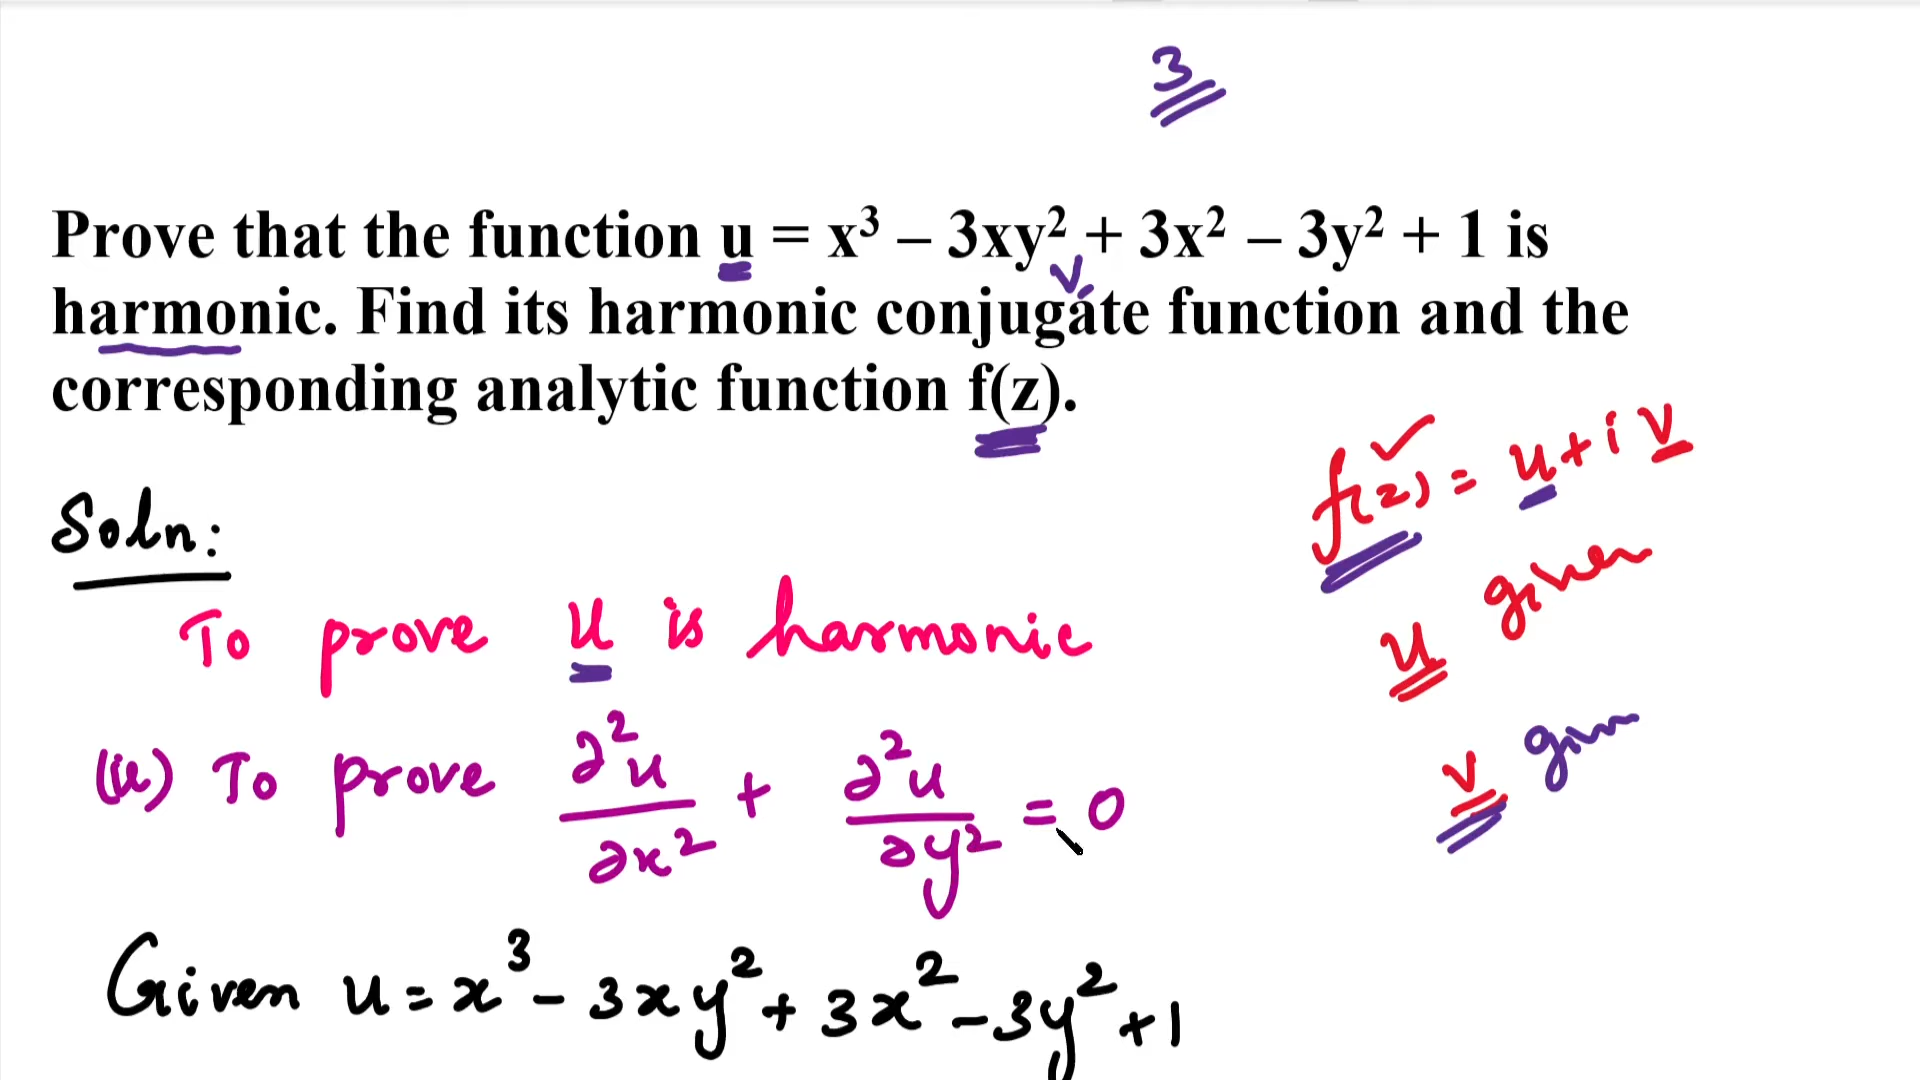 3
Prove that the function u = x³ – 3xy² + 3x² – 3y² + 1 is
v
harmonic. Find its harmonic conjugate function and the
corresponding analytic function f(z).
f(z) = u + i v
Soln:
u given
To prove u is harmonic
v given
(ie) To prove ∂²u/∂x² + ∂²u/∂y² = 0
Given u = x³ - 3xy² + 3x² - 3y² + 1